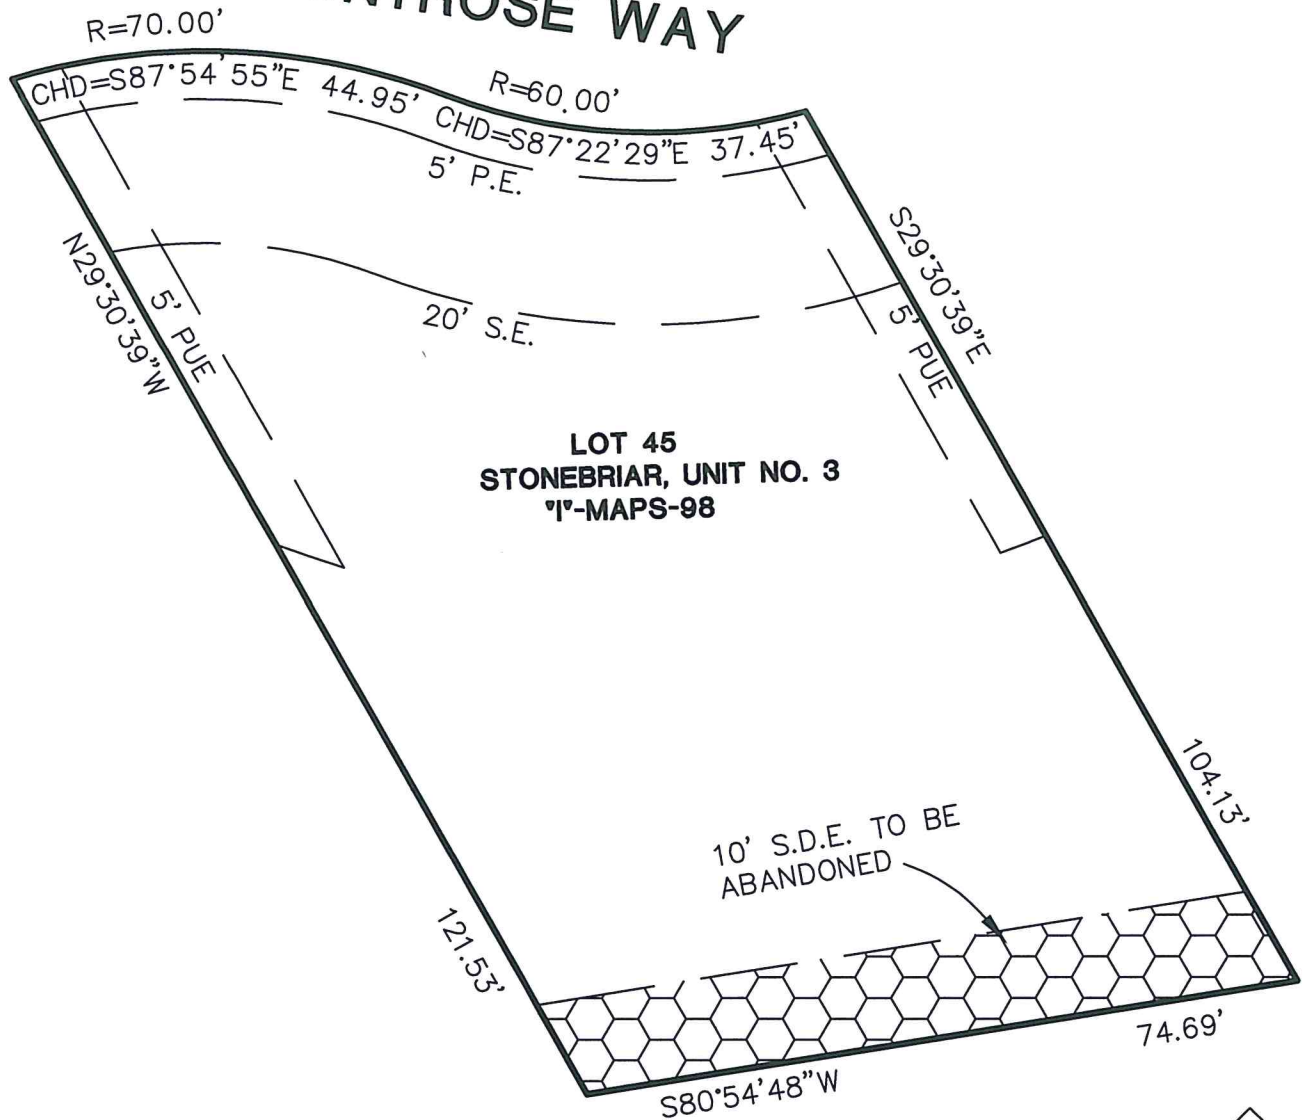 WAY
R=70.00'
R=60.00'
CHD=S87°54'55"E 44.95'
CHD=S87°22'29"E 37.45'
5' P.E.
N29°30'39"W
5' PUE
20' S.E.
S29°30'39"E
5' PUE
LOT 45
STONEBRIAR, UNIT NO. 3
"I"-MAPS-98
104.13'
10' S.D.E. TO BE
ABANDONED
121.53'
74.69'
S80°54'48"W